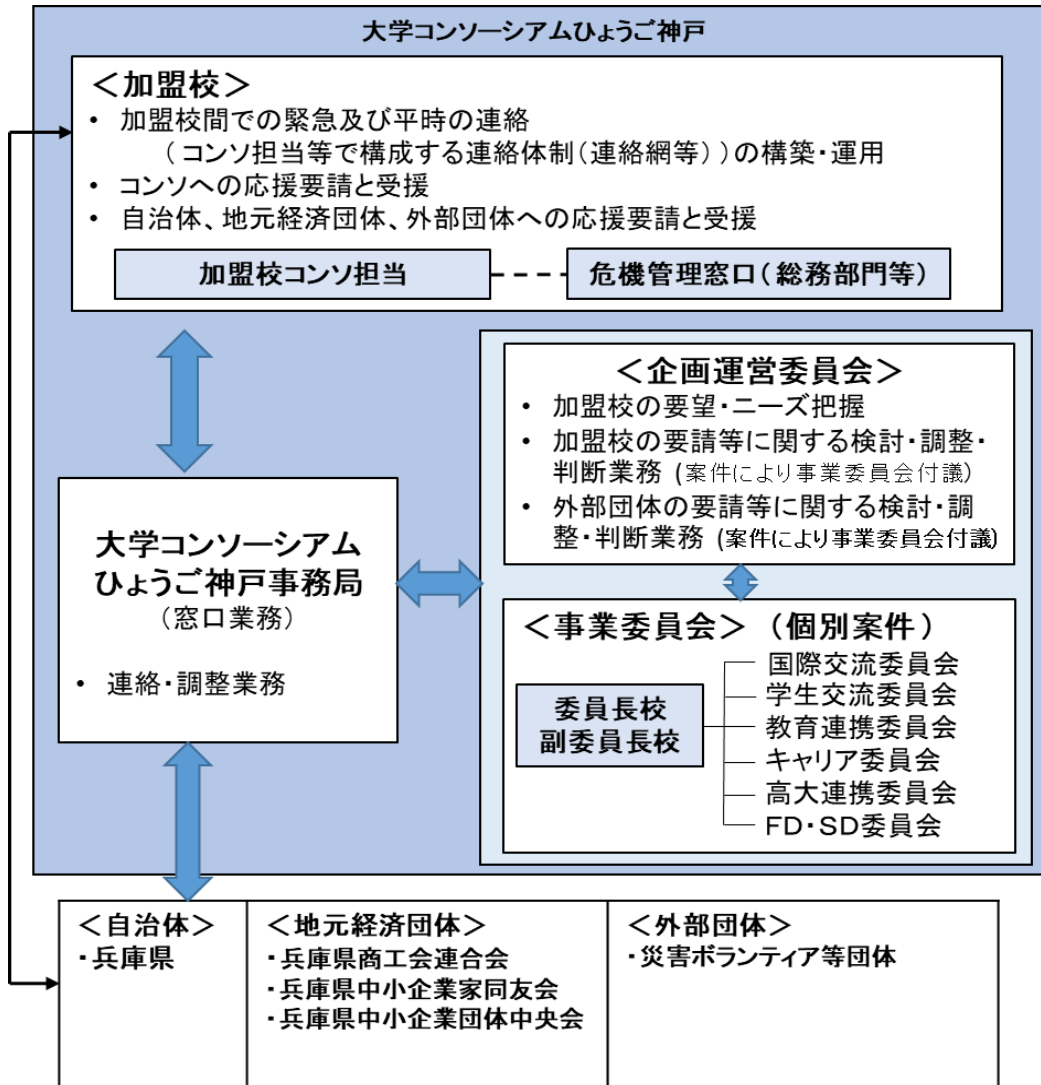 大学コンソーシアムひょうご神戸
＜加盟校＞
• 加盟校間での緊急及び平時の連絡
（コンソ担当等で構成する連絡体制（連絡網等））の構築・運用
• コンソへの応援要請と受援
• 自治体、地元経済団体、外部団体への応援要請と受援
加盟校コンソ担当
危機管理窓口（総務部門等）
＜企画運営委員会＞
• 加盟校の要望・ニーズ把握
• 加盟校の要請等に関する検討・調整・
判断業務 (案件により事業委員会付議)
• 外部団体の要請等に関する検討・調
整・判断業務 (案件により事業委員会付議)
大学コンソーシアム
ひょうご神戸事務局
（窓口業務）
• 連絡・調整業務
＜事業委員会＞（個別案件）
委員長校
副委員長校
国際交流委員会
学生交流委員会
教育連携委員会
キャリア委員会
高大連携委員会
ＦＤ・ＳＤ委員会
＜自治体＞
・兵庫県
＜地元経済団体＞
・兵庫県商工会連合会
・兵庫県中小企業家同友会
・兵庫県中小企業団体中央会
＜外部団体＞
・災害ボランティア等団体